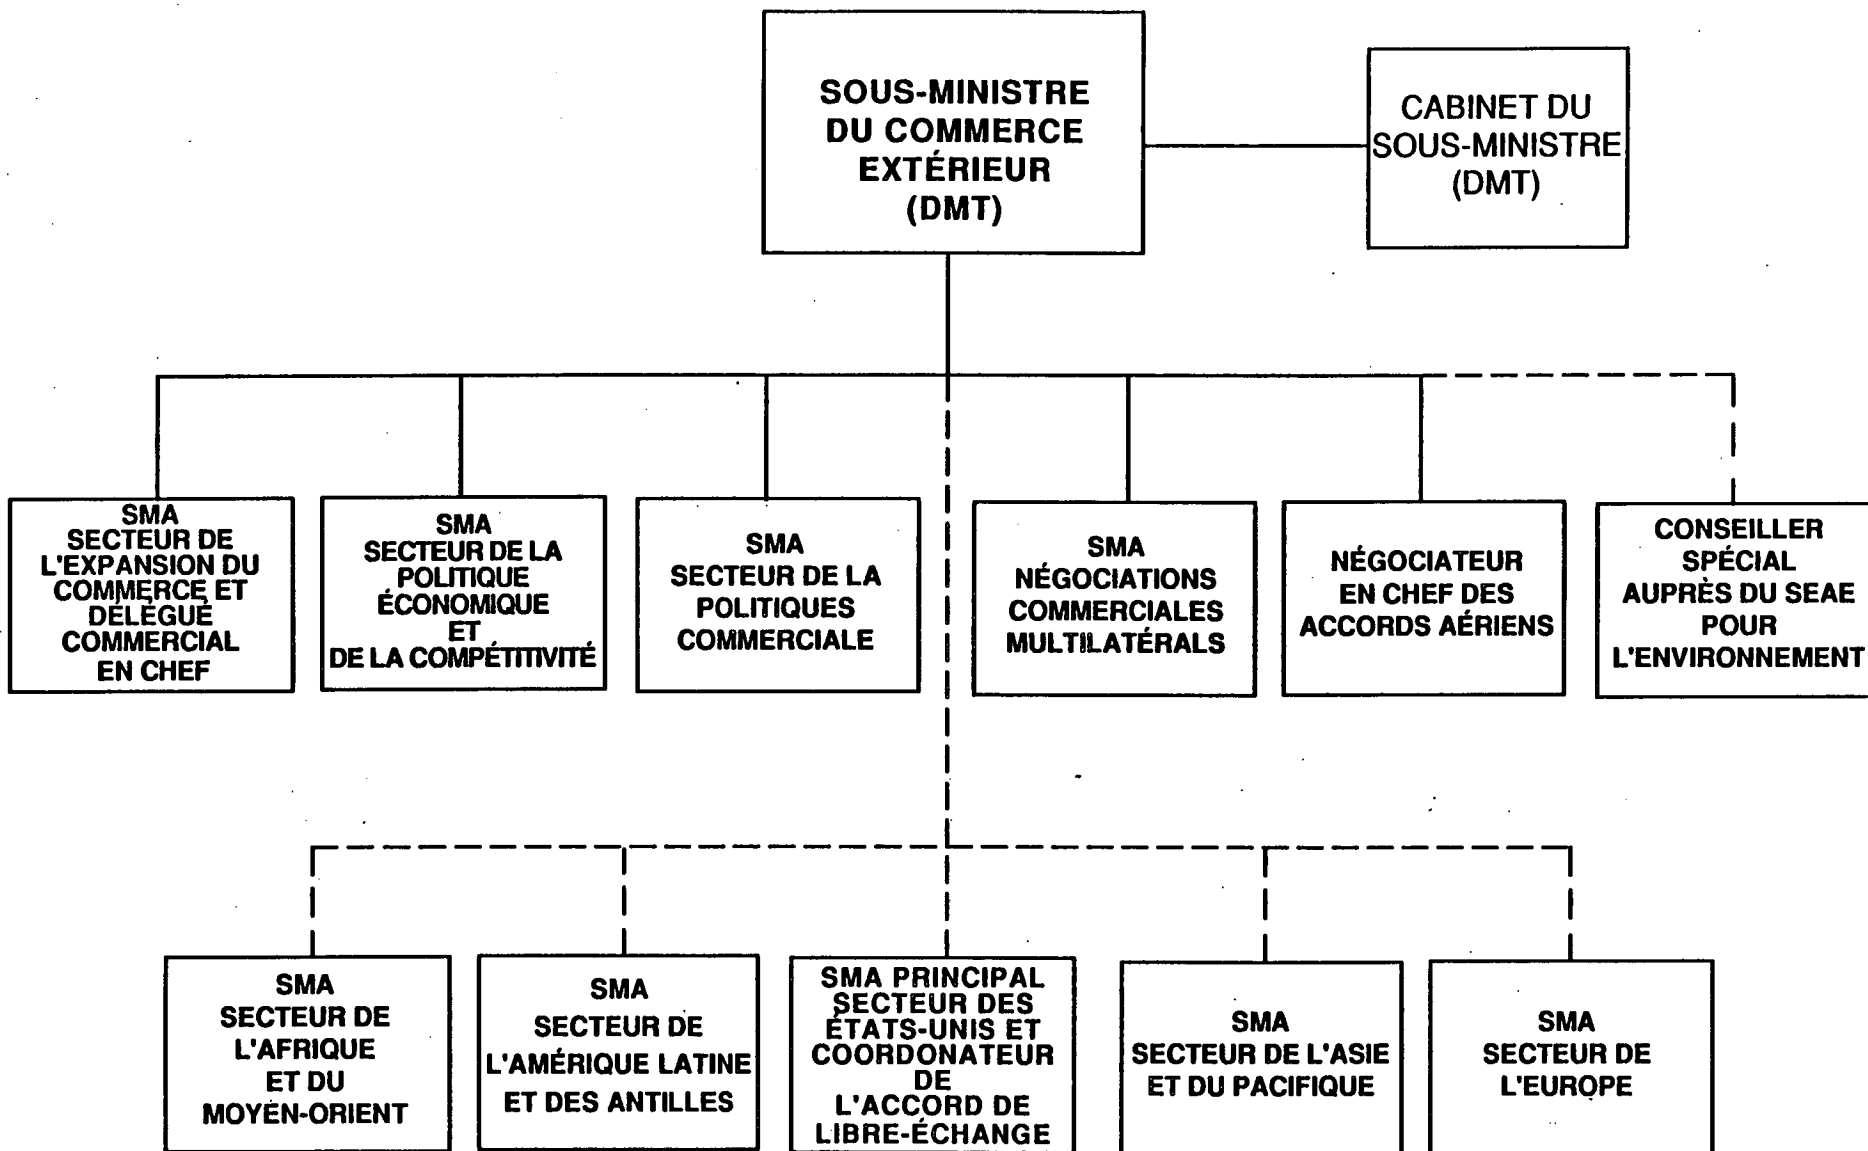 SOUS-MINISTRE
DU COMMERCE
EXTÉRIEUR
(DMT)
CABINET DU
SOUS-MINISTRE
(DMT)
SMA
SECTEUR DE
L'EXPANSION DU
COMMERCE ET
DÉLÉGUÉ
COMMERCIAL
EN CHEF
SMA
SECTEUR DE LA
POLITIQUE
ÉCONOMIQUE
ET
DE LA COMPÉTITIVITÉ
SMA
SECTEUR DE LA
POLITIQUES
COMMERCIALE
SMA
NÉGOCIATIONS
COMMERCIALES
MULTILATÉRALS
NÉGOCIATEUR
EN CHEF DES
ACCORDS AÉRIENS
CONSEILLER
SPÉCIAL
AUPRÈS DU SEAE
POUR
L'ENVIRONNEMENT
SMA
SECTEUR DE
L'AFRIQUE
ET DU
MOYEN-ORIENT
SMA
SECTEUR DE
L'AMÉRIQUE LATINE
ET DES ANTILLES
SMA PRINCIPAL
SECTEUR DES
ÉTATS-UNIS ET
COORDONATEUR
DE
L'ACCORD DE
LIBRE-ÉCHANGE
SMA
SECTEUR DE L'ASIE
ET DU PACIFIQUE
SMA
SECTEUR DE
L'EUROPE